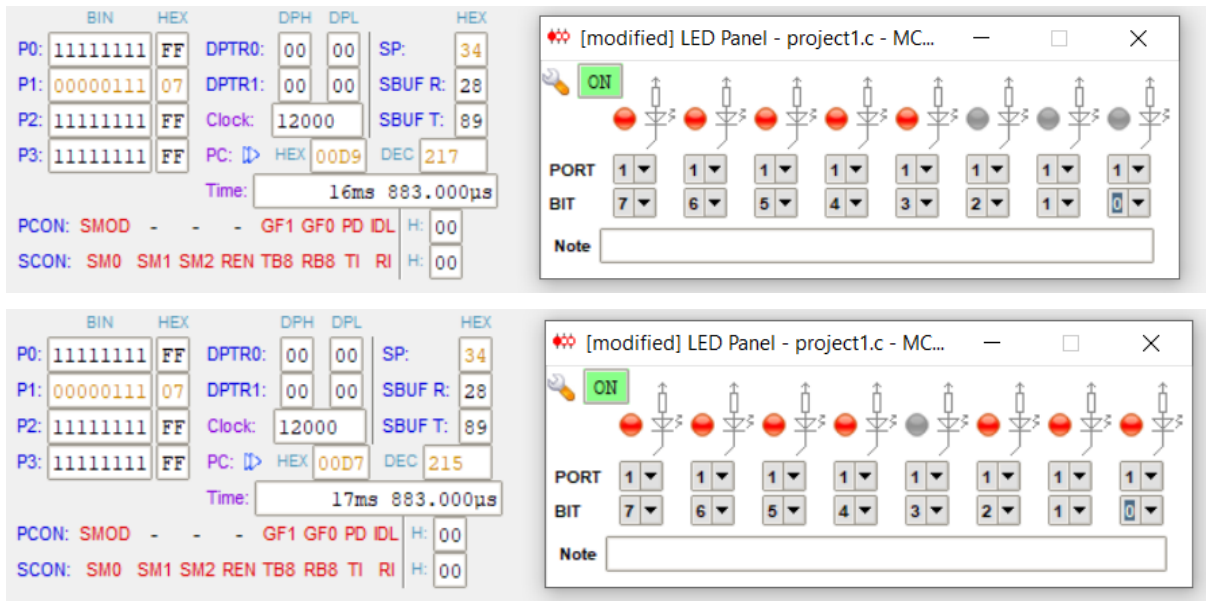 BIN HEX DPH DPL HEX
P0: 11111111 FF DPTR0: 00 00 SP: 34
P1: 00000111 07 DPTR1: 00 00 SBUF R: 28
P2: 11111111 FF Clock: 12000 SBUF T: 89
P3: 11111111 FF PC: HEX 00D9 DEC 217
Time: 16ms 883.000µs
PCON: SMOD - - - GF1 GF0 PD IDL H: 00
SCON: SM0 SM1 SM2 REN TB8 RB8 TI RI H: 00
[modified] LED Panel - project1.c - MC...
ON
PORT 1 1 1 1 1 1 1 1
BIT 7 6 5 4 3 2 1 0
Note
BIN HEX DPH DPL HEX
P0: 11111111 FF DPTR0: 00 00 SP: 34
P1: 00000111 07 DPTR1: 00 00 SBUF R: 28
P2: 11111111 FF Clock: 12000 SBUF T: 89
P3: 11111111 FF PC: HEX 00D7 DEC 215
Time: 17ms 883.000µs
PCON: SMOD - - - GF1 GF0 PD IDL H: 00
SCON: SM0 SM1 SM2 REN TB8 RB8 TI RI H: 00
[modified] LED Panel - project1.c - MC...
ON
PORT 1 1 1 1 1 1 1 1
BIT 7 6 5 4 3 2 1 0
Note